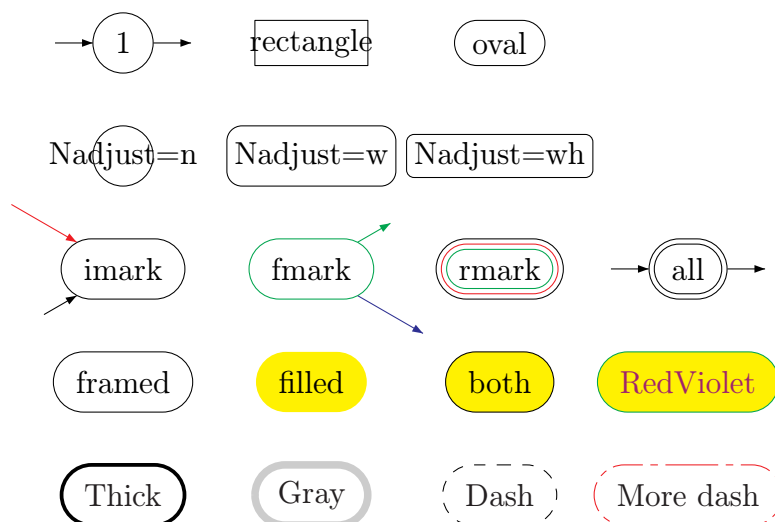 1 rectangle oval
Nadjust=n Nadjust=w Nadjust=wh
imark fmark rmark all
framed filled both RedViolet
Thick Gray Dash More dash